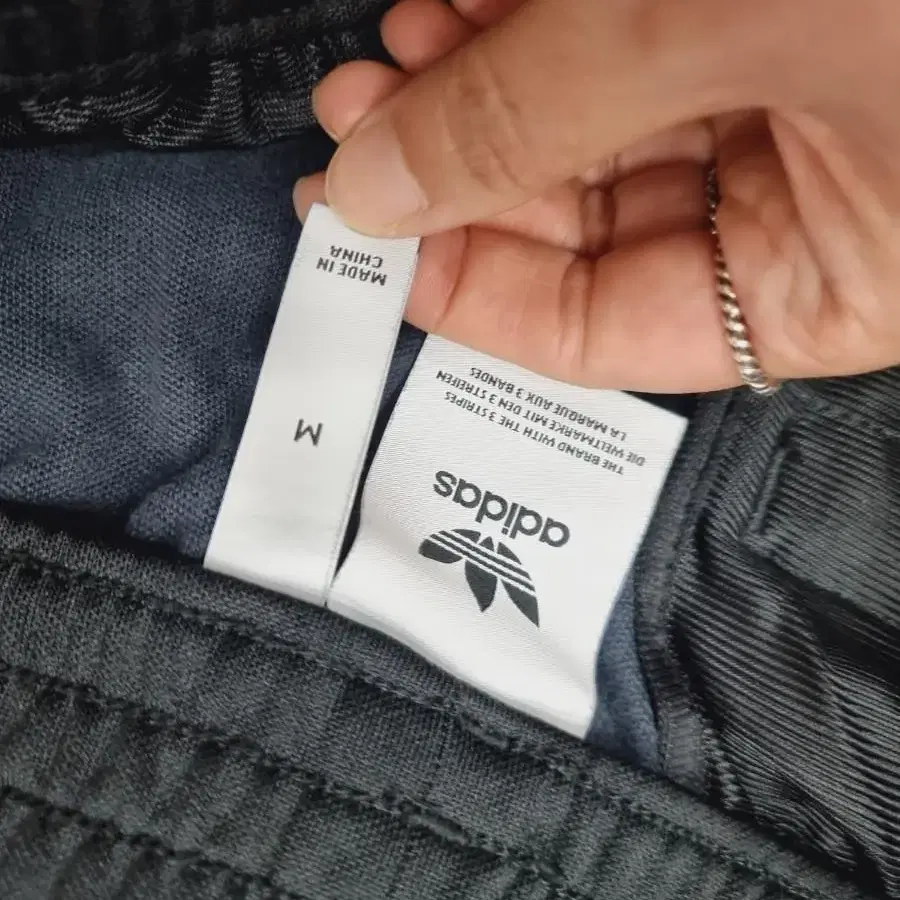 M
MADE IN
CHINA
adidas
THE BRAND WITH THE 3 STRIPES
DIE WELTMARKE MIT DEN 3 STREIFEN
LA MARQUE AUX 3 BANDES